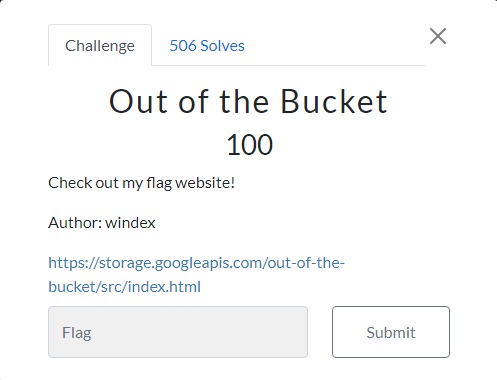 Challenge
506 Solves
Out of the Bucket
100
Check out my flag website!
Author: windex
https://storage.googleapis.com/out-of-the-
bucket/src/index.html
Flag
Submit